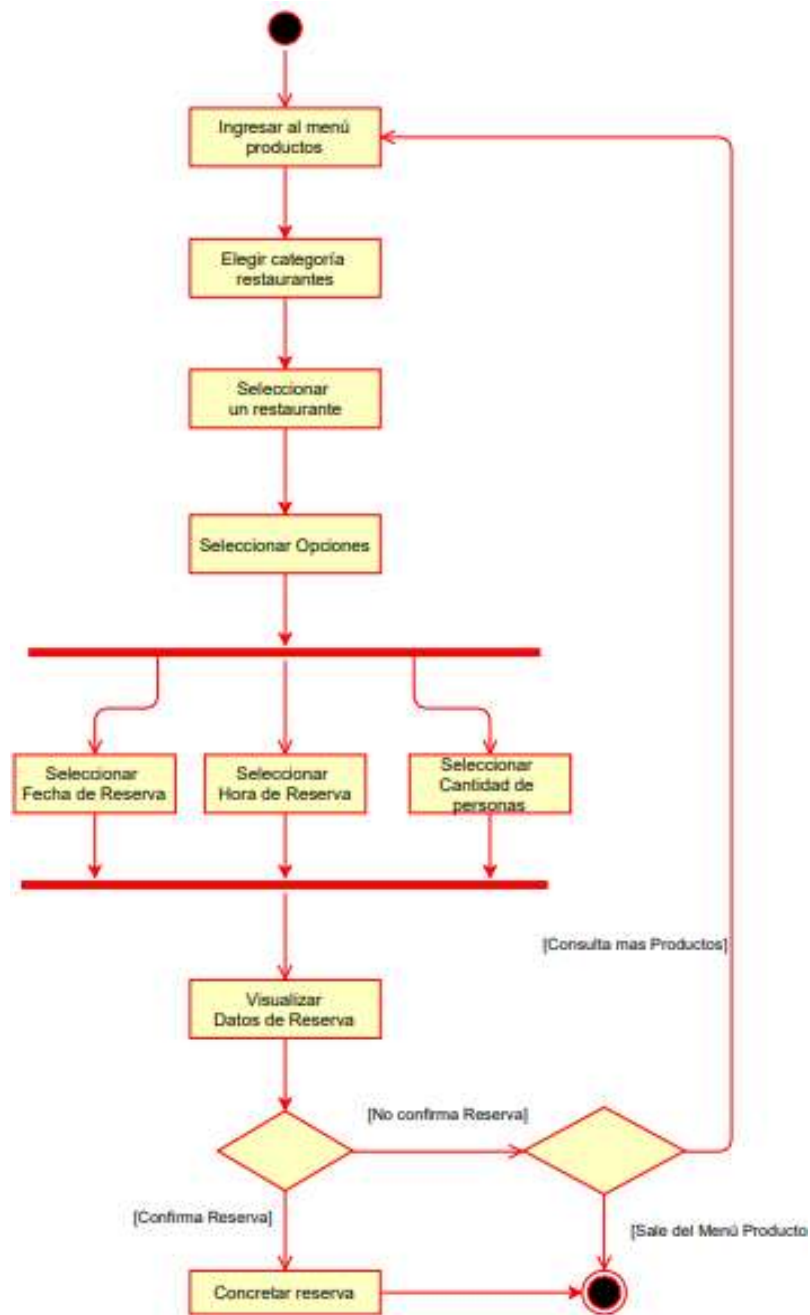 Ingresar al menú
productos
Elegir categoría
restaurantes
Seleccionar
un restaurante
Seleccionar Opciones
Seleccionar
Fecha de Reserva
Seleccionar
Hora de Reserva
Seleccionar
Cantidad de
personas
[Consulta mas Productos]
Visualizar
Datos de Reserva
[No confirma Reserva]
[Confirma Reserva]
[Sale del Menú Producto
Concretar reserva